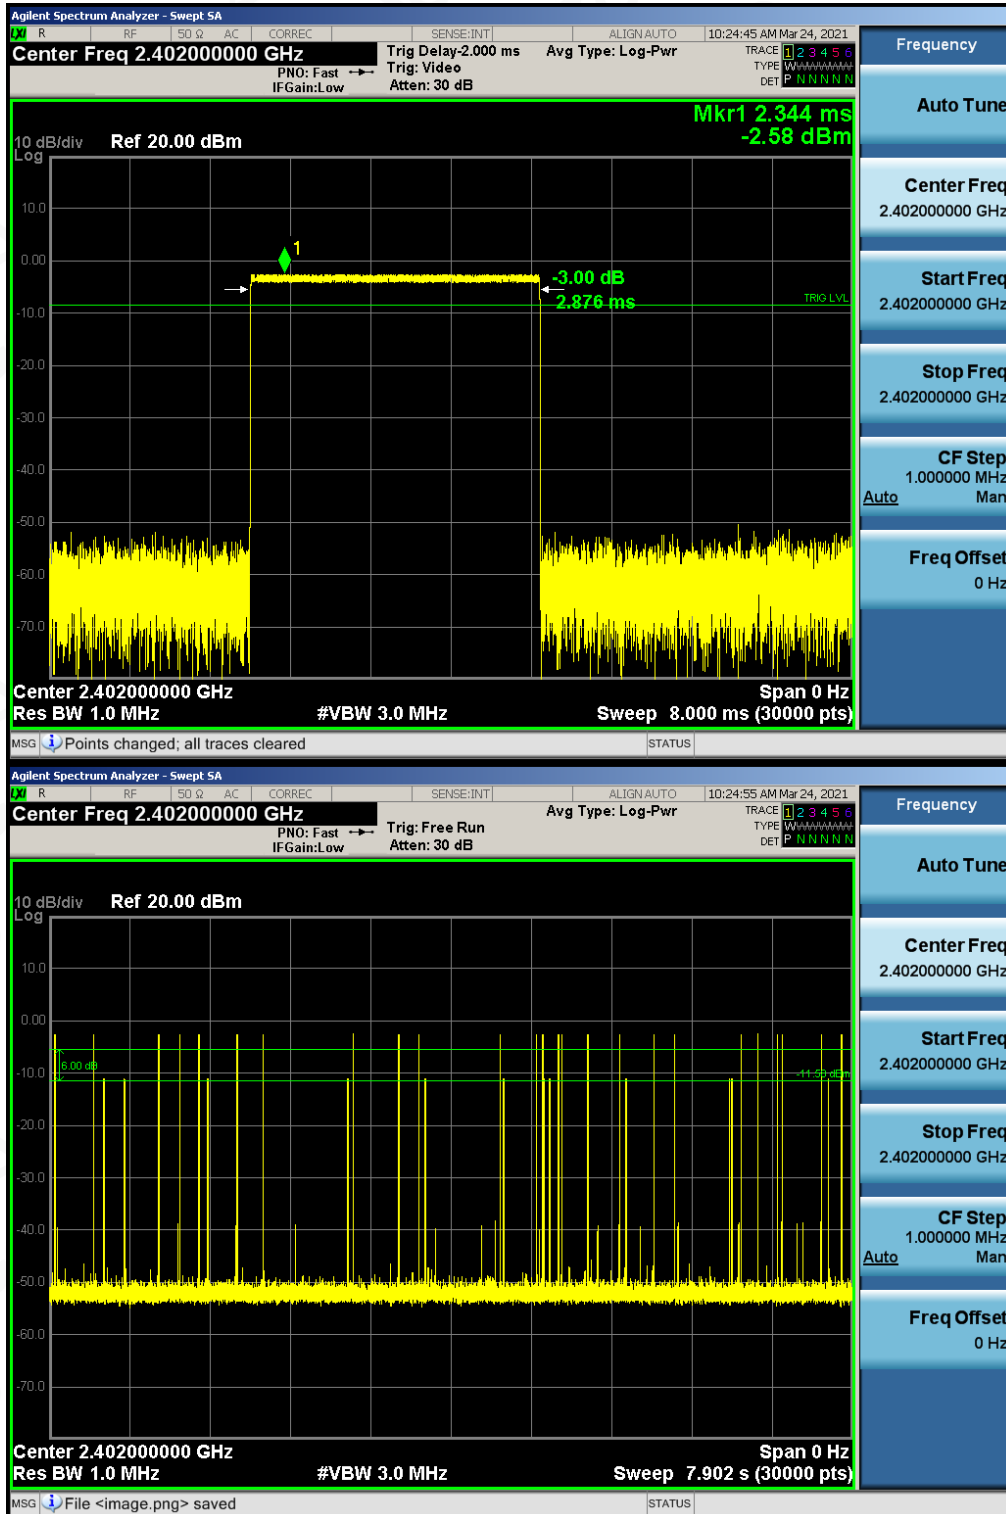 Agilent Spectrum Analyzer - Swept SA
LXI R RF 50 Ω AC CORREC SENSE:INT ALIGN AUTO 10:24:45 AM Mar 24, 2021
Center Freq 2.402000000 GHz
PNO: Fast
IFGain:Low
Trig Delay-2.000 ms
Trig: Video
Atten: 30 dB
Avg Type: Log-Pwr
TRACE 1 2 3 4 5 6
TYPE
DET P N N N N N
Mkr1 2.344 ms
-2.58 dBm
10 dB/div Ref 20.00 dBm
Log
10.0
0.00
-10.0
-20.0
-30.0
-40.0
-50.0
-60.0
-70.0
1
-3.00 dB
2.876 ms
TRIG LVL
Center 2.402000000 GHz Span 0 Hz
Res BW 1.0 MHz #VBW 3.0 MHz Sweep 8.000 ms (30000 pts)
MSG Points changed; all traces cleared STATUS
Frequency
Auto Tune
Center Freq
2.402000000 GHz
Start Freq
2.402000000 GHz
Stop Freq
2.402000000 GHz
CF Step
1.000000 MHz
Auto Man
Freq Offset
0 Hz
Agilent Spectrum Analyzer - Swept SA
LXI R RF 50 Ω AC CORREC SENSE:INT ALIGN AUTO 10:24:55 AM Mar 24, 2021
Center Freq 2.402000000 GHz
PNO: Fast
IFGain:Low
Trig: Free Run
Atten: 30 dB
Avg Type: Log-Pwr
TRACE 1 2 3 4 5 6
TYPE
DET P N N N N N
10 dB/div Ref 20.00 dBm
Log
10.0
0.00
-10.0
-20.0
-30.0
-40.0
-50.0
-60.0
-70.0
6.00 dB
Center 2.402000000 GHz Span 0 Hz
Res BW 1.0 MHz #VBW 3.0 MHz Sweep 7.902 s (30000 pts)
MSG File <image.png> saved STATUS
Frequency
Auto Tune
Center Freq
2.402000000 GHz
Start Freq
2.402000000 GHz
Stop Freq
2.402000000 GHz
CF Step
1.000000 MHz
Auto Man
Freq Offset
0 Hz